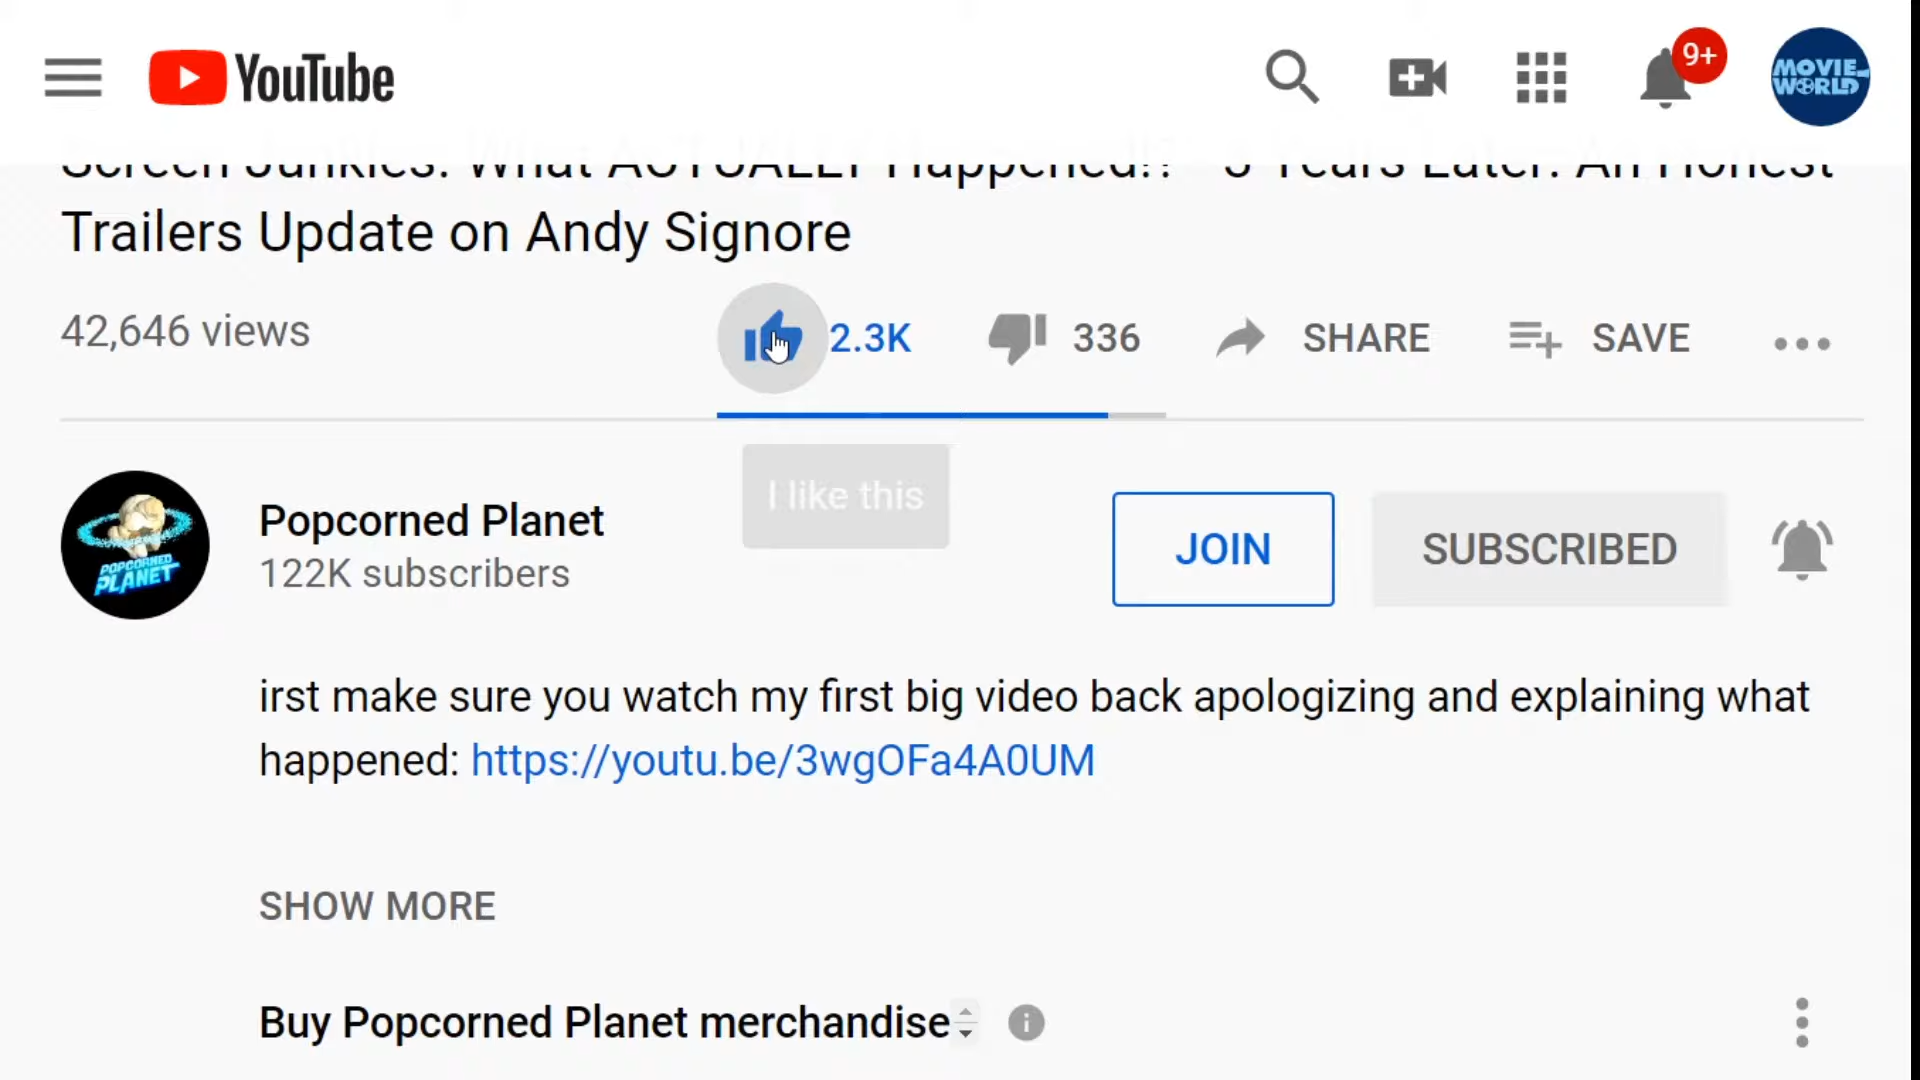 YouTube
9+
MOVIE-
WORLD
Screen Junkies: What ACTUALLY Happened!? - 3 Years Later: An Honest
Trailers Update on Andy Signore
42,646 views
2.3K
336
SHARE
SAVE
I like this
POPCORNED
PLANET
Popcorned Planet
122K subscribers
JOIN
SUBSCRIBED
irst make sure you watch my first big video back apologizing and explaining what
happened: https://youtu.be/3wgOFa4A0UM
SHOW MORE
Buy Popcorned Planet merchandise